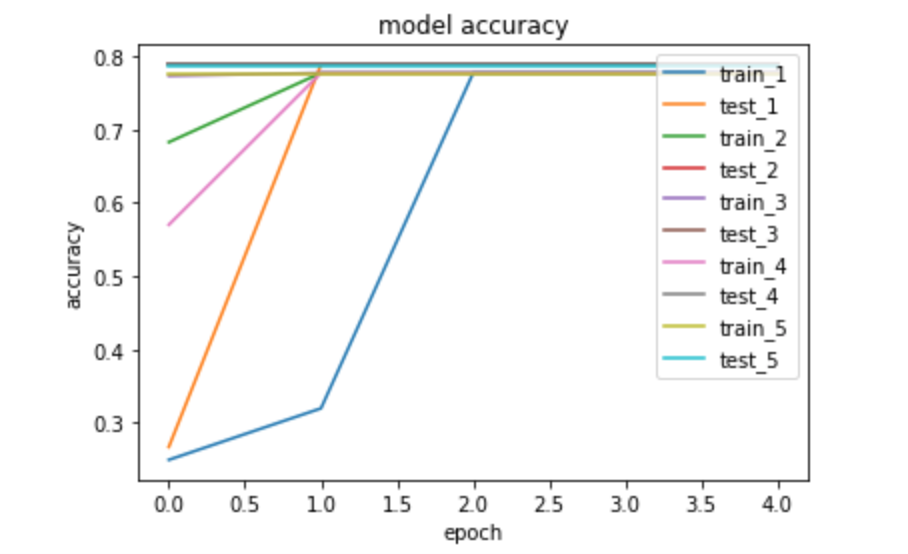 model accuracy
accuracy
0.8
0.7
0.6
0.5
0.4
0.3
train_1
test_1
train_2
test_2
train_3
test_3
train_4
test_4
train_5
test_5
0.0 0.5 1.0 1.5 2.0 2.5 3.0 3.5 4.0
epoch